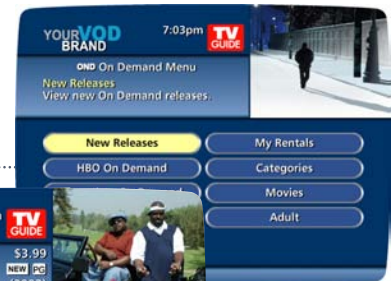 YOUR VOD
BRAND
7:03pm
TV
GUIDE
OND On Demand Menu
New Releases
View new On Demand releases.
New Releases
My Rentals
HBO On Demand
Categories
Movies
Adult
TV
GUIDE
$3.99
NEW PG